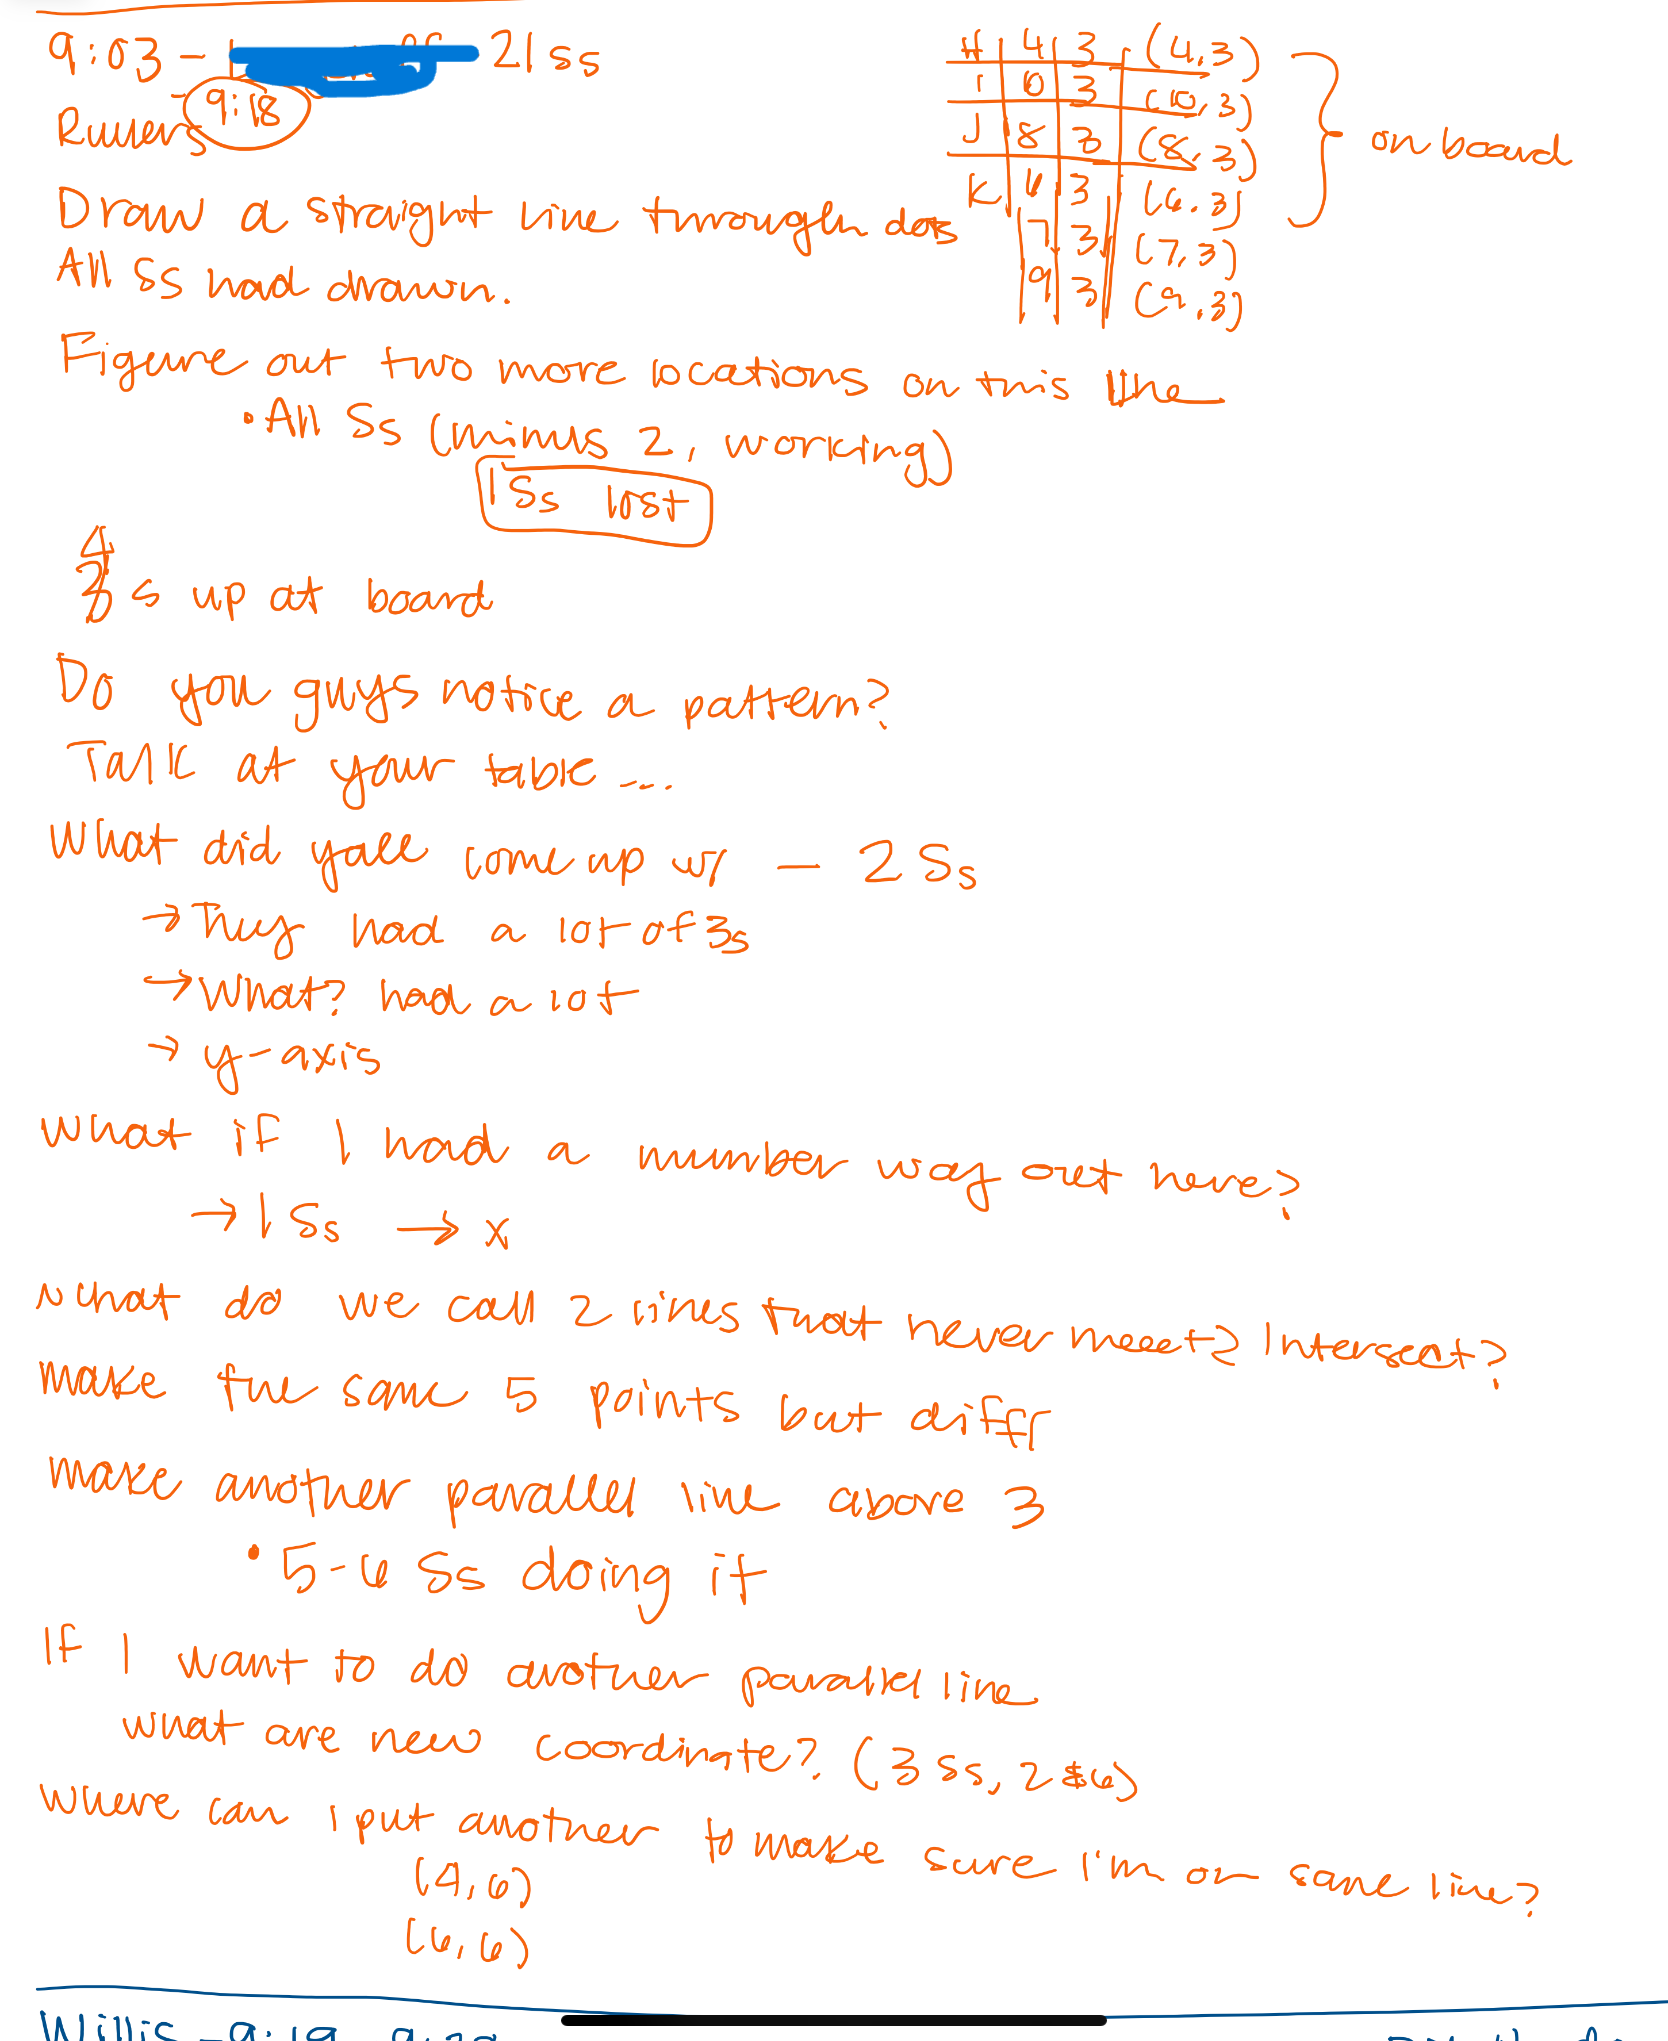 9:03 - 21 ss
- 9:18
Rulers
H 4 3 (4,3)
I 10 3 (10,3)
J 8 3 (8,3)
K 6 3 (6,3)
7 3 (7,3)
9 3 (9,3)
on board
Draw a straight line through dots
All Ss had drawn.
Figure out two more locations on this line
• All Ss (minus 2, working)
1 Ss lost
4 s up at board
Do you guys notice a pattern?
Talk at your table ...
What did yall come up w/ - 2 Ss
→ They had a lot of 3s
→ What? had a lot
→ y-axis
What if I had a number way out here?
→ 1 Ss → x
What do we call 2 lines that never meeet? Intersect?
make the same 5 points but diffr
make another parallel line above 3
• 5-6 Ss doing it
If I want to do another parallel line
what are new coordinate? (3 ss, 2 $6)
where can I put another to make sure I'm on same line?
(4,6)
(6,6)
Willis - 9:19